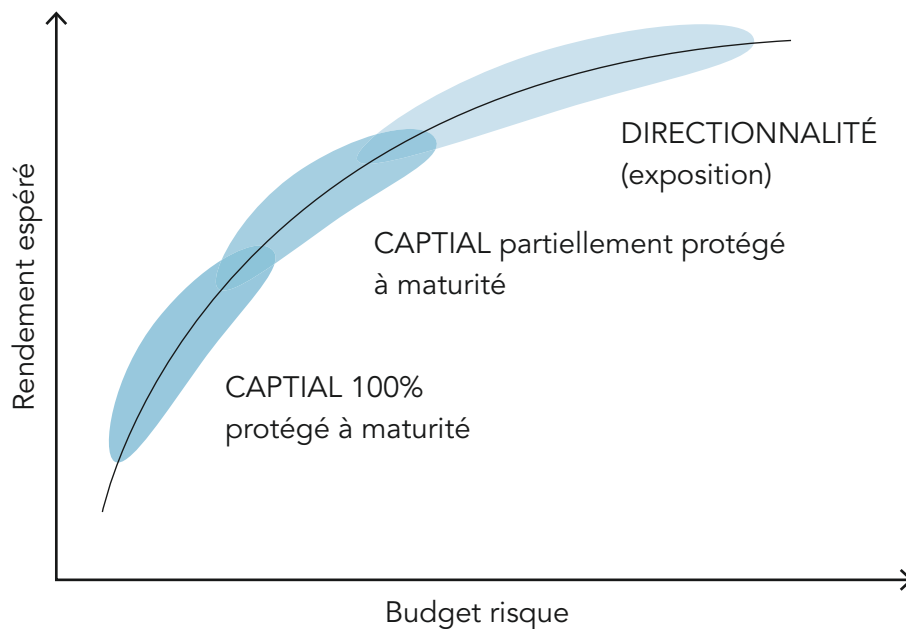 Rendement espéré
DIRECTIONNALITÉ
(exposition)
CAPTIAL partiellement protégé
à maturité
CAPTIAL 100%
protégé à maturité
Budget risque